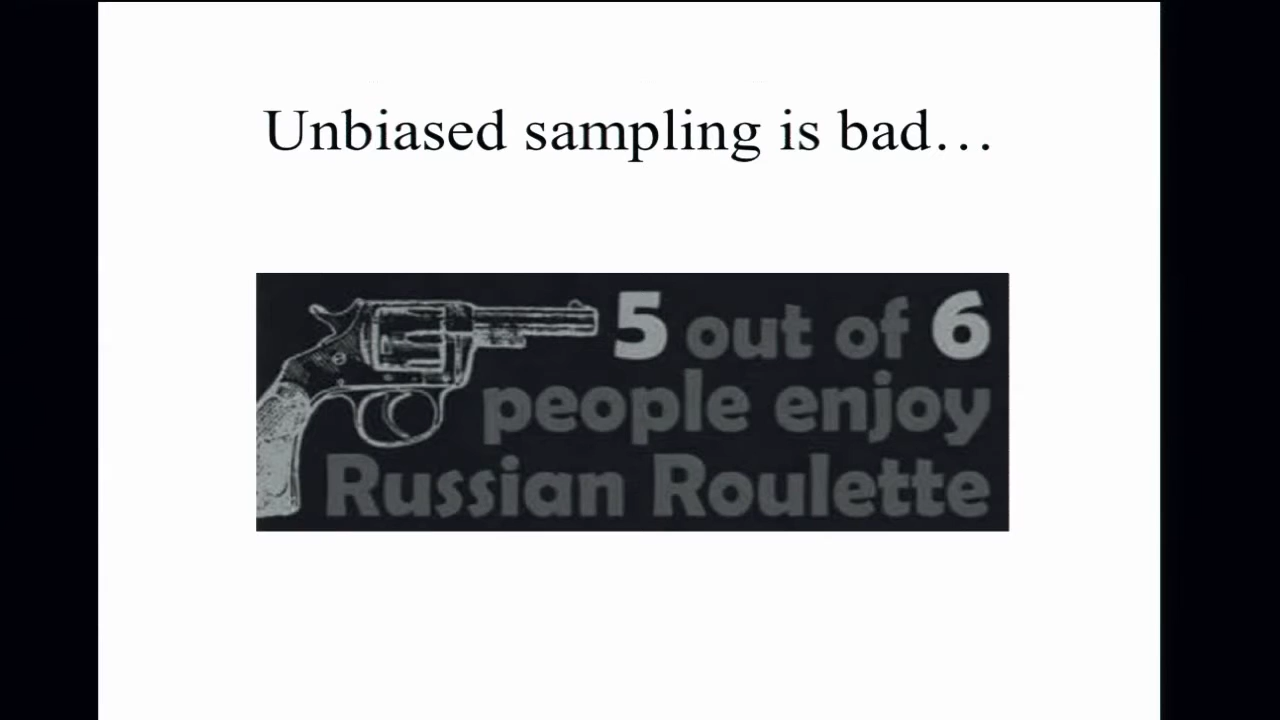 Unbiased sampling is bad…
5 out of 6
people enjoy
Russian Roulette